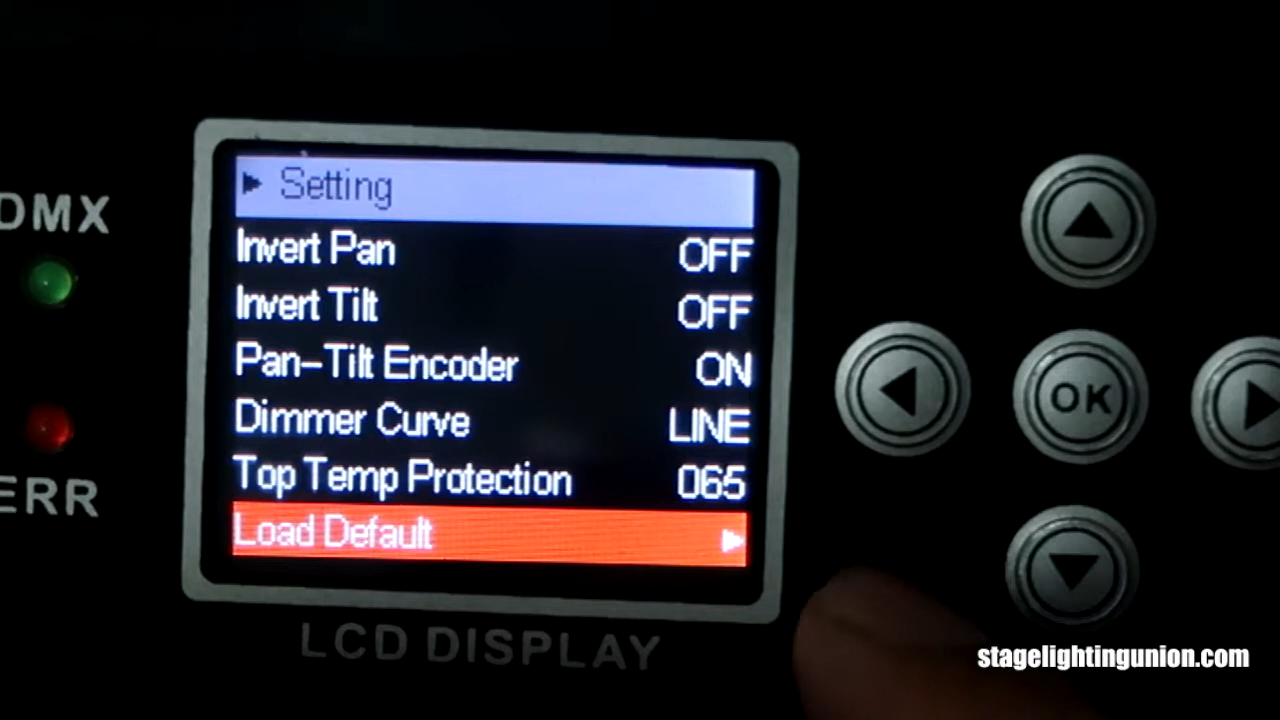 DMX
ERR
Setting
Invert Pan OFF
Invert Tilt OFF
Pan-Tilt Encoder ON
Dimmer Curve LINE
Top Temp Protection 065
Load Default
LCD DISPLAY
OK
stagelightingunion.com